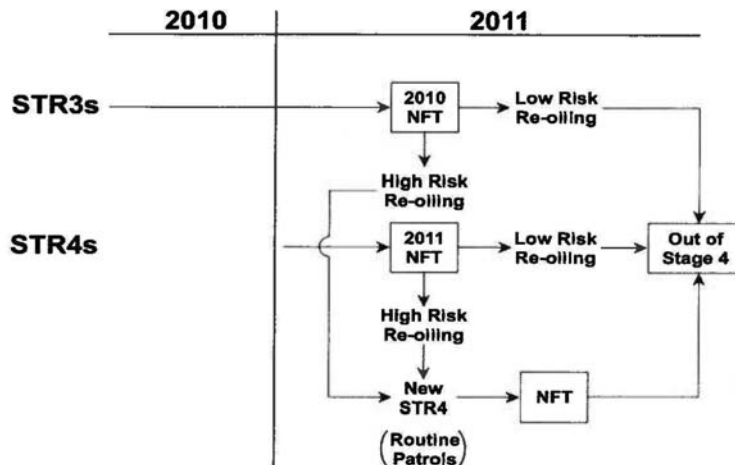 2010 2011
STR3s
2010
NFT
Low Risk
Re-oiling
High Risk
Re-oiling
STR4s
2011
NFT
Low Risk
Re-oiling
Out of
Stage 4
High Risk
Re-oiling
New
STR4
NFT
(Routine
Patrols)